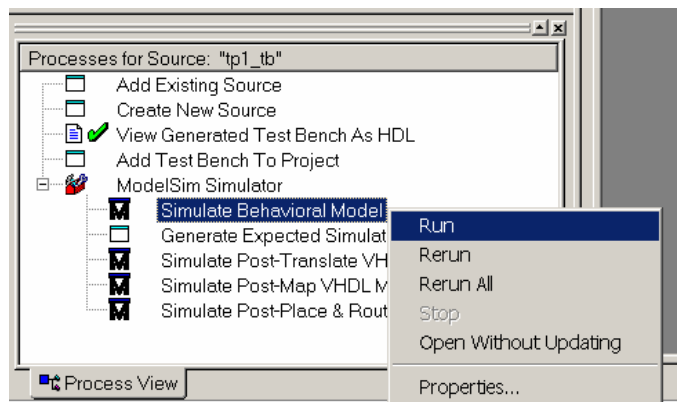 Processes for Source: "tp1_tb"
Add Existing Source
Create New Source
View Generated Test Bench As HDL
Add Test Bench To Project
ModelSim Simulator
Simulate Behavioral Model
Generate Expected Simulat
Simulate Post-Translate VH
Simulate Post-Map VHDL M
Simulate Post-Place & Rout
Run
Rerun
Rerun All
Stop
Open Without Updating
Properties...
Process View